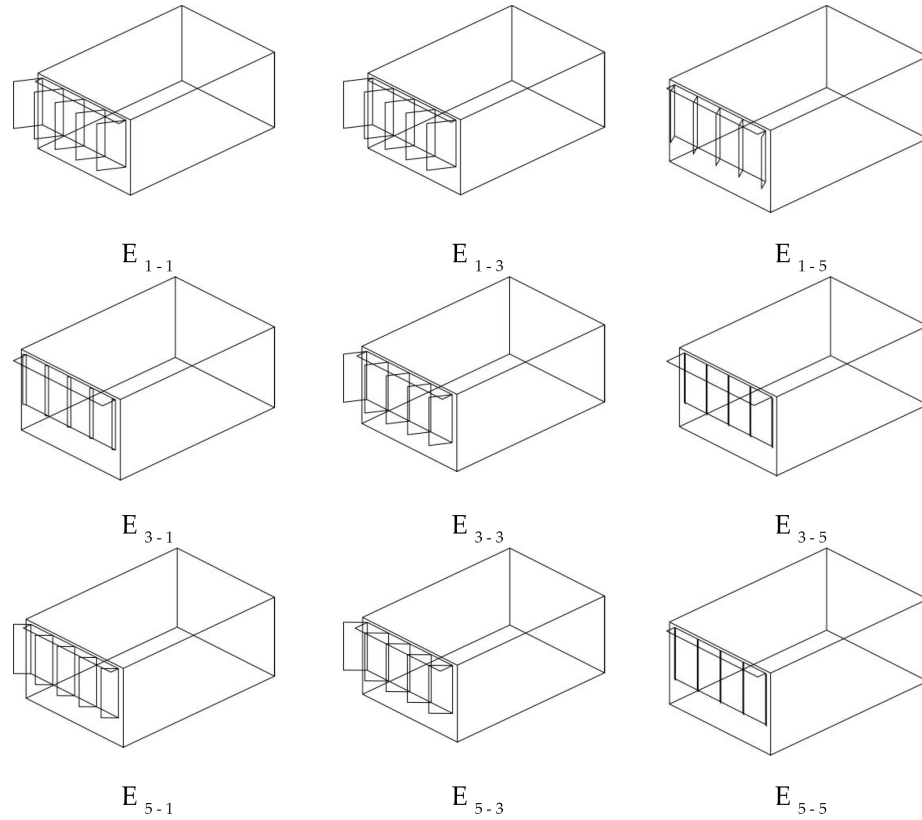 E 1 - 1 E 1 - 3 E 1 - 5
E 3 - 1 E 3 - 3 E 3 - 5
E 5 - 1 E 5 - 3 E 5 - 5